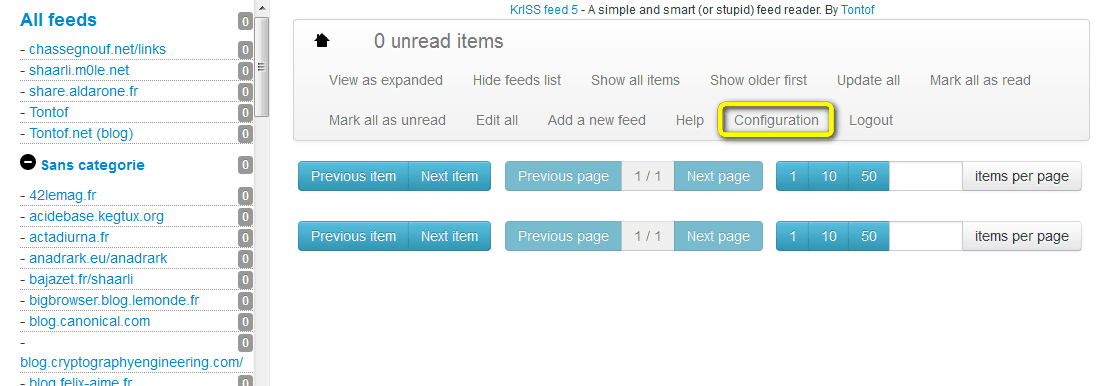 KrISS feed 5 - A simple and smart (or stupid) feed reader. By Tontof
All feeds 0
- chassegnouf.net/links 0
- shaarli.m0le.net 0
- share.aldarone.fr 0
- Tontof 0
- Tontof.net (blog) 0
Sans categorie 0
- 42lemag.fr 0
- acidebase.kegtux.org 0
- actadiurna.fr 0
- anadrark.eu/anadrark 0
- bajazet.fr/shaarli 0
- bigbrowser.blog.lemonde.fr 0
- blog.canonical.com 0
- 0
blog.cryptographyengineering.com/
- blog.felix-aime.fr 0
0 unread items
View as expanded Hide feeds list Show all items Show older first Update all Mark all as read
Mark all as unread Edit all Add a new feed Help Configuration Logout
Previous item Next item Previous page 1 / 1 Next page 1 10 50 items per page
Previous item Next item Previous page 1 / 1 Next page 1 10 50 items per page